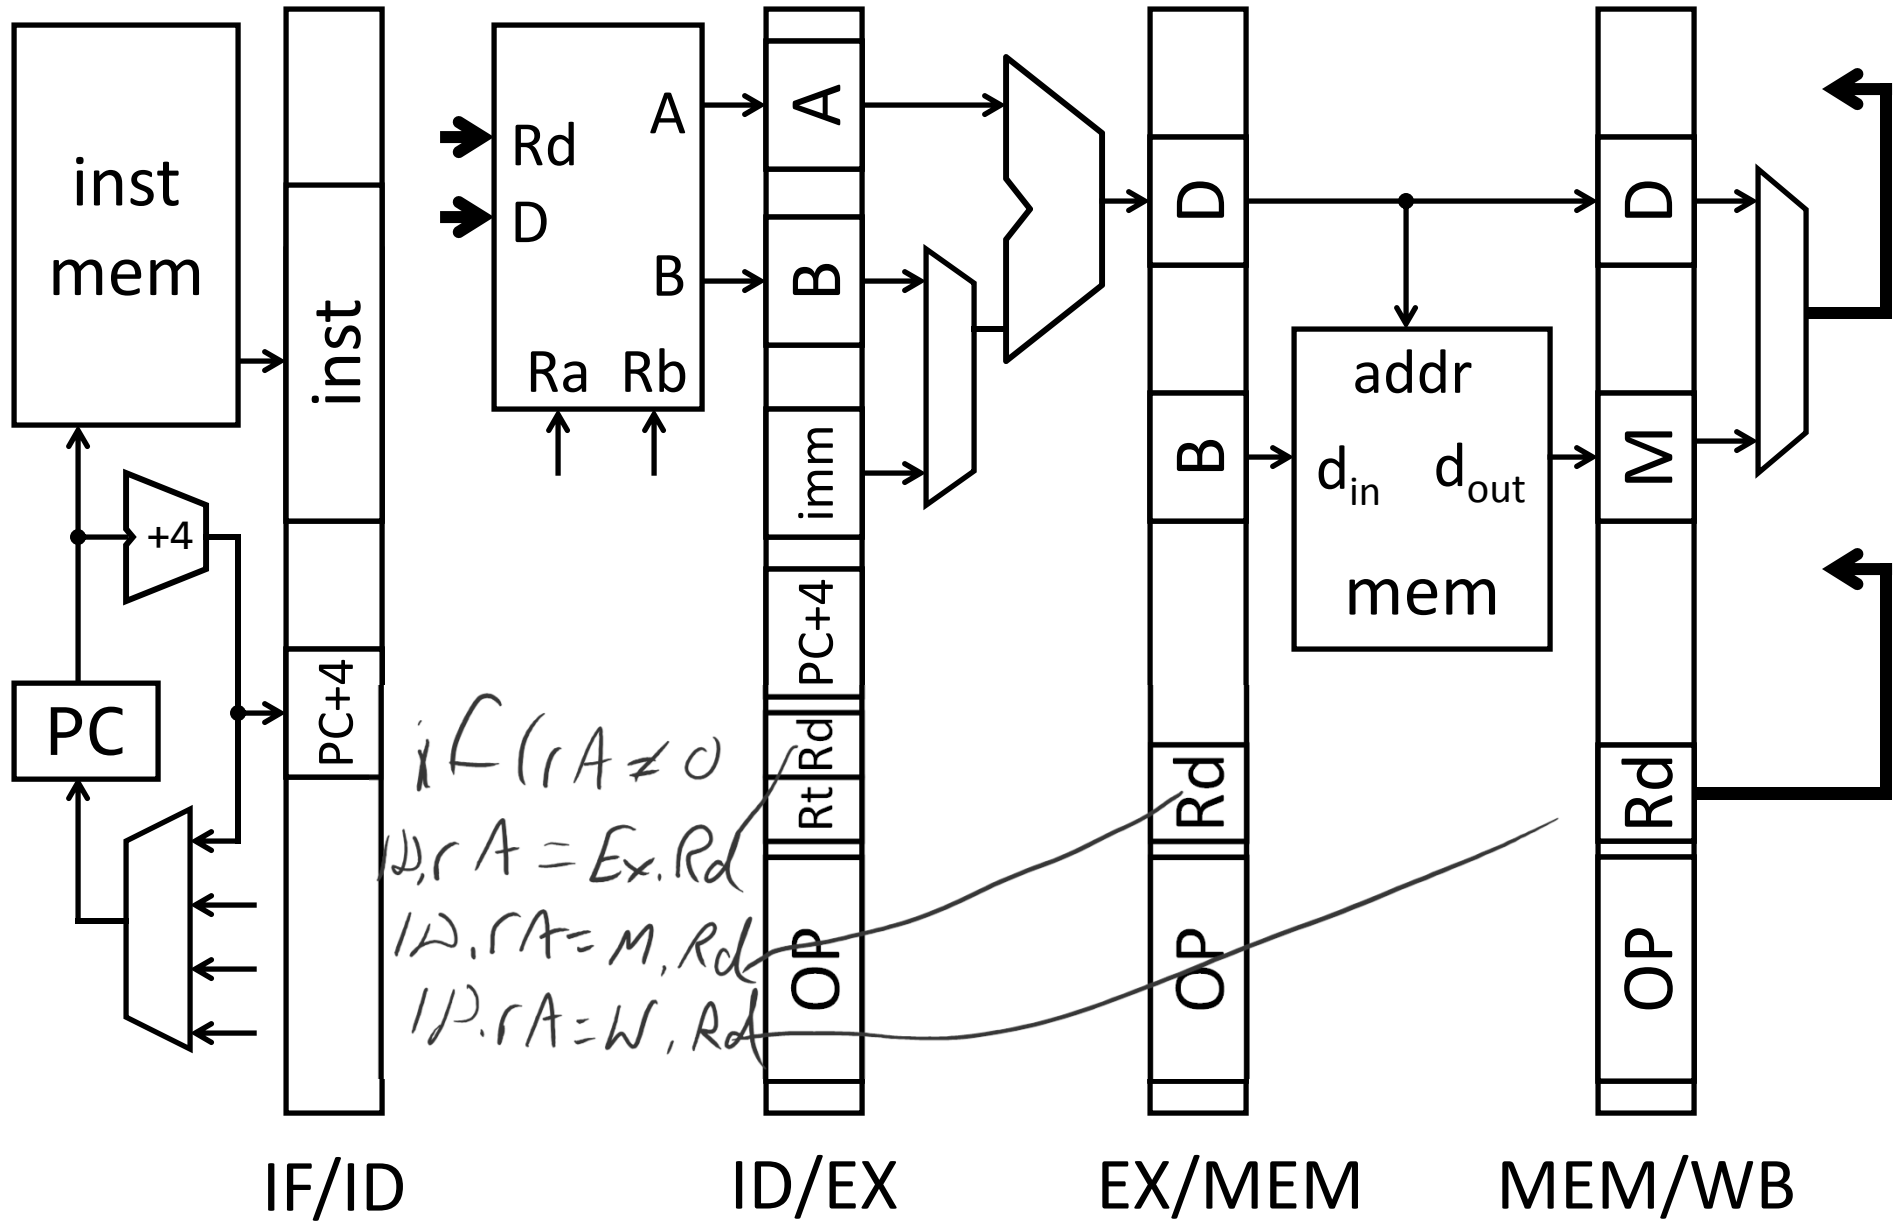 inst
mem
+4
PC
inst
PC+4
Rd
D
A
B
Ra Rb
A
B
imm
PC+4
Rd
Rt
OP
D
B
Rd
OP
addr
din dout
mem
D
M
Rd
OP
if (rA ≠ 0
ID.rA = Ex.Rd
ID.rA = M.Rd
ID.rA = W.Rd
IF/ID ID/EX EX/MEM MEM/WB